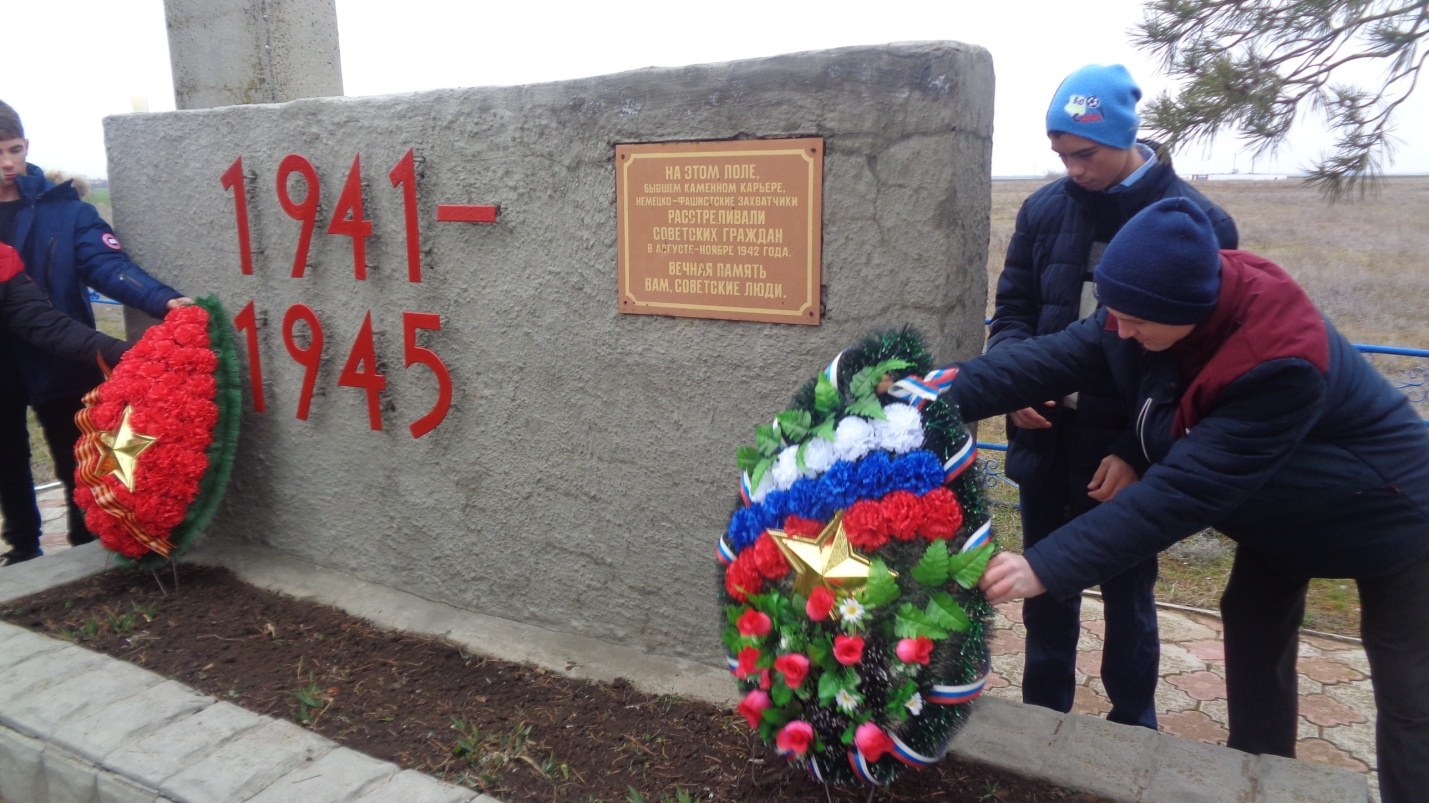 1941–
1945
НА ЭТОМ ПОЛЕ,
БЫВШЕМ КАМЕННОМ КАРЬЕРЕ,
НЕМЕЦКО-ФАШИСТСКИЕ ЗАХВАТЧИКИ
РАССТРЕЛИВАЛИ
СОВЕТСКИХ ГРАЖДАН
В АВГУСТЕ-НОЯБРЕ 1942 ГОДА.
ВЕЧНАЯ ПАМЯТЬ
ВАМ, СОВЕТСКИЕ ЛЮДИ.